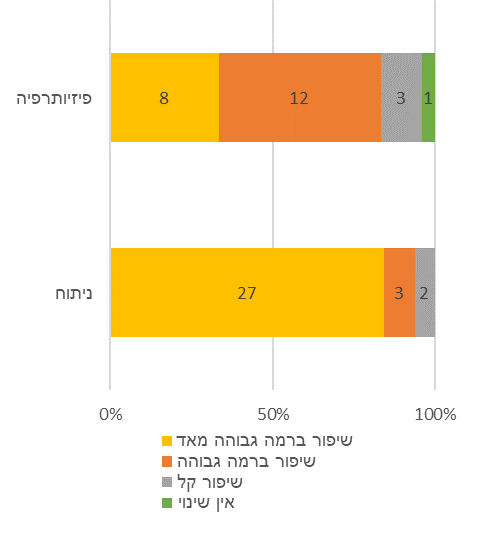 פיזיותרפיה
8 12 3 1
ניתוח
27 3 2
0% 50% 100%
שיפור ברמה גבוהה מאד
שיפור ברמה גבוהה
שיפור קל
אין שינוי